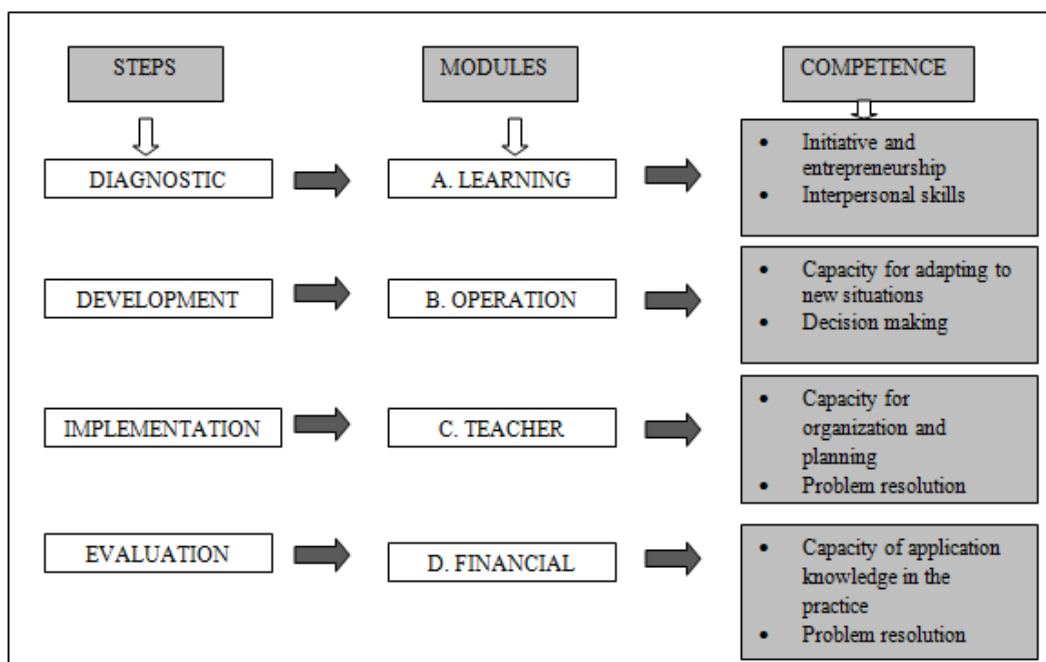 STEPS
MODULES
COMPETENCE
DIAGNOSTIC
A. LEARNING
• Initiative and
entrepreneurship
• Interpersonal skills
DEVELOPMENT
B. OPERATION
• Capacity for adapting to
new situations
• Decision making
IMPLEMENTATION
C. TEACHER
• Capacity for
organization and
planning
• Problem resolution
EVALUATION
D. FINANCIAL
• Capacity of application
knowledge in the
practice
• Problem resolution